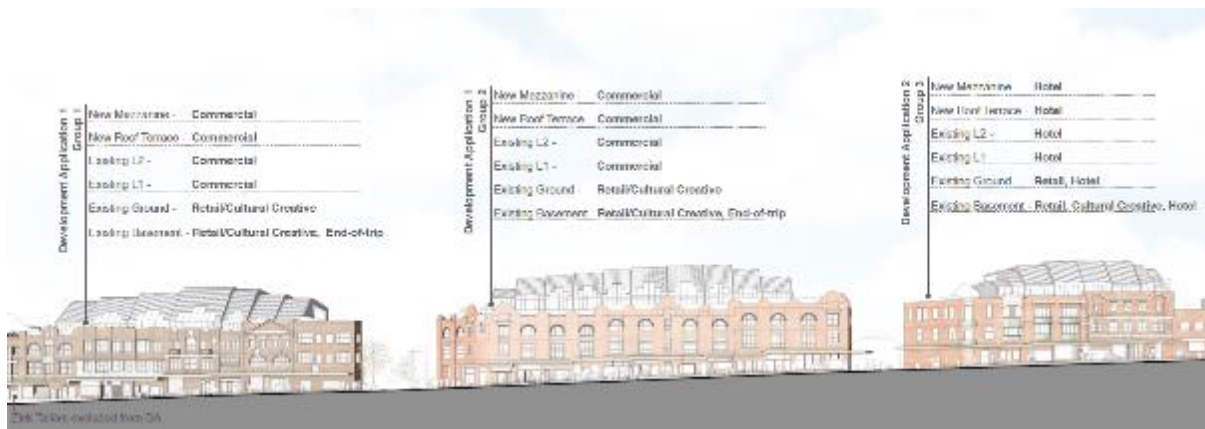 Development Application 1
Group 1
New Mezzanine - Commercial
New Roof Terrace - Commercial
Existing L2 - Commercial
Existing L1 - Commercial
Existing Ground - Retail/Cultural Creative
Existing Basement - Retail/Cultural Creative, End-of-trip
Development Application 1
Group 2
New Mezzanine Commercial
New Roof Terrace Commercial
Existing L2 - Commercial
Existing L1 - Commercial
Existing Ground Retail/Cultural Creative
Existing Basement Retail/Cultural Creative, End-of-trip
Development Application 2
Group 3
New Mezzanine Hotel
New Roof Terrace - Hotel
Existing L2 - Hotel
Existing L1 Hotel
Existing Ground Retail, Hotel
Existing Basement - Retail, Cultural Creative, Hotel
excluded from DA